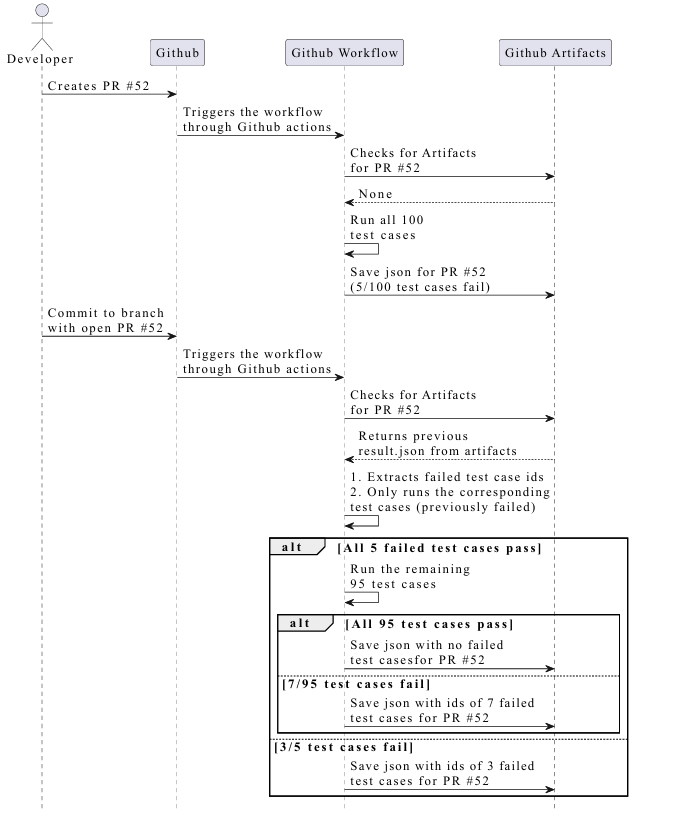 Developer
Github
Github Workflow
Github Artifacts
Creates PR #52
Triggers the workflow
through Github actions
Checks for Artifacts
for PR #52
None
Run all 100
test cases
Save json for PR #52
(5/100 test cases fail)
Commit to branch
with open PR #52
Triggers the workflow
through Github actions
Checks for Artifacts
for PR #52
Returns previous
result.json from artifacts
1. Extracts failed test case ids
2. Only runs the corresponding
test cases (previously failed)
alt [All 5 failed test cases pass]
Run the remaining
95 test cases
alt [All 95 test cases pass]
Save json with no failed
test casesfor PR #52
[7/95 test cases fail]
Save json with ids of 7 failed
test cases for PR #52
[3/5 test cases fail]
Save json with ids of 3 failed
test cases for PR #52